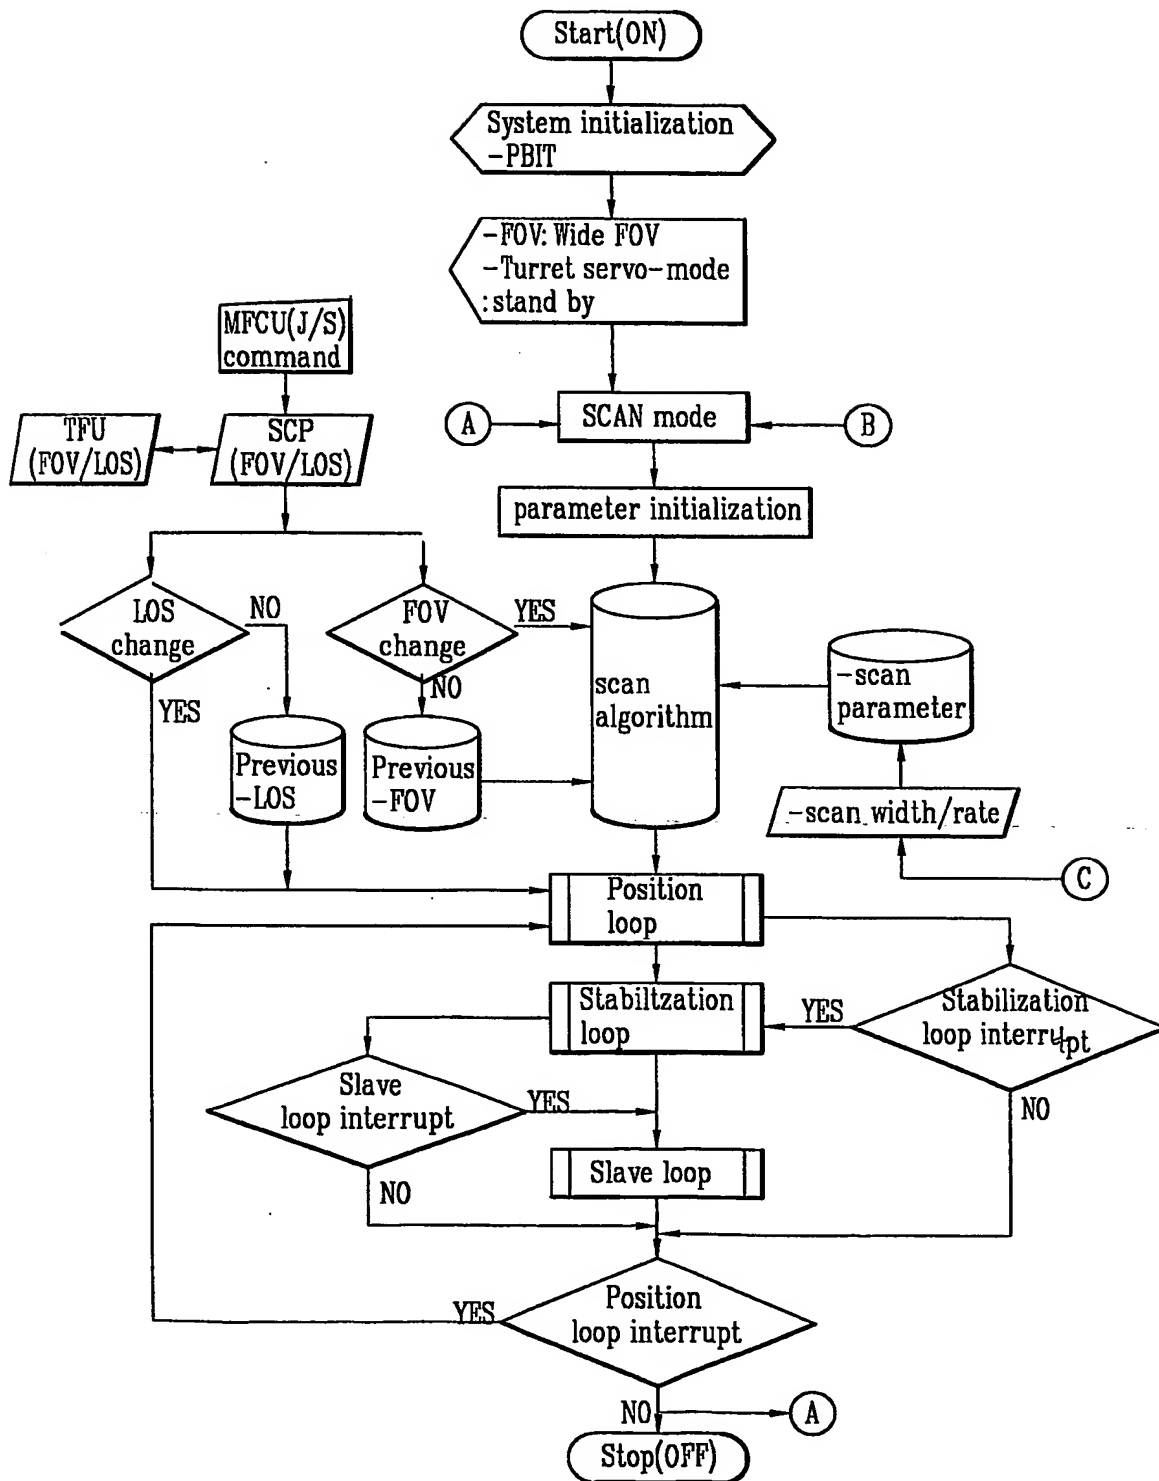 Start(ON)
System initialization
-PBIT
-FOV: Wide FOV
-Turret servo-mode
:stand by
MFCU(J/S)
command
TFU
(FOV/LOS)
SCP
(FOV/LOS)
A
SCAN mode
B
parameter initialization
LOS
change
NO
YES
FOV
change
YES
NO
scan
algorithm
-scan
parameter
Previous
-LOS
Previous
-FOV
-scan width/rate
C
Position
loop
Stabiltzation
loop
YES
Stabilization
loop interrupt
NO
Slave
loop interrupt
YES
NO
Slave loop
Position
loop interrupt
YES
NO
A
Stop(OFF)